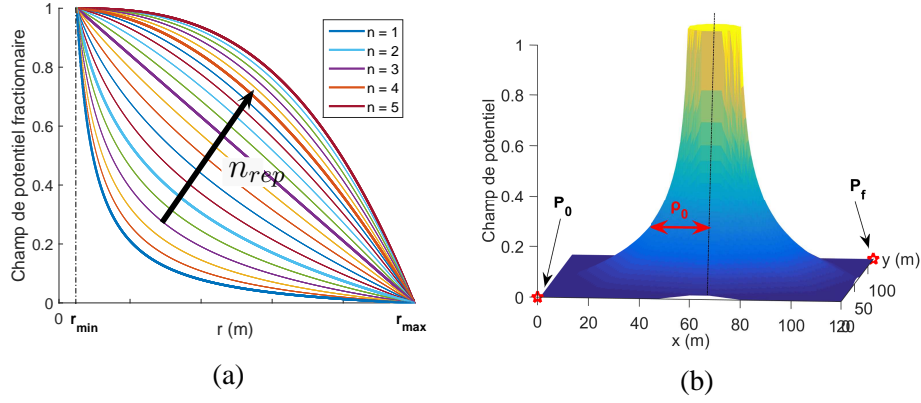 1
0.8
0.6
0.4
0.2
0
Champ de potentiel fractionnaire
n = 1
n = 2
n = 3
n = 4
n = 5
n_rep
0
r_min
r (m)
r_max
(a)
1
0.8
0.6
0.4
0.2
0
Champ de potentiel
P_0
ρ_0
P_f
y (m)
100
50
0
0
20
40
60
80
100
120
x (m)
(b)